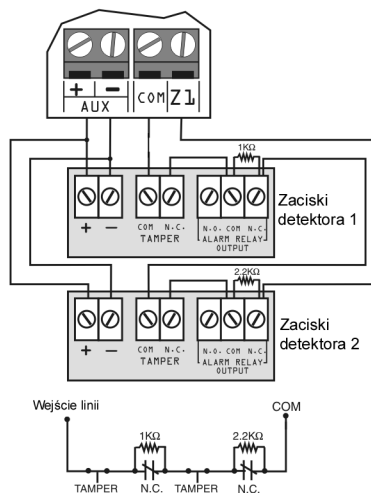 + -
AUX
COM Z1
1KΩ
Zaciski
detektora 1
+ -
COM N.C.
TAMPER
N.O. COM N.C.
ALARM RELAY
OUTPUT
2.2KΩ
Zaciski
detektora 2
+ -
COM N.C.
TAMPER
N.O. COM N.C.
ALARM RELAY
OUTPUT
Wejście linii
COM
1KΩ
2.2KΩ
TAMPER N.C. TAMPER N.C.